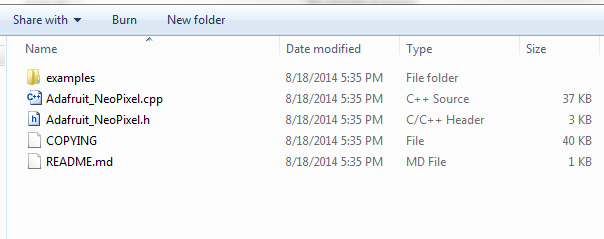 Share with Burn New folder
Name Date modified Type Size
examples 8/18/2014 5:35 PM File folder
Adafruit_NeoPixel.cpp 8/18/2014 5:35 PM C++ Source 37 KB
Adafruit_NeoPixel.h 8/18/2014 5:35 PM C/C++ Header 3 KB
COPYING 8/18/2014 5:35 PM File 40 KB
README.md 8/18/2014 5:35 PM MD File 1 KB